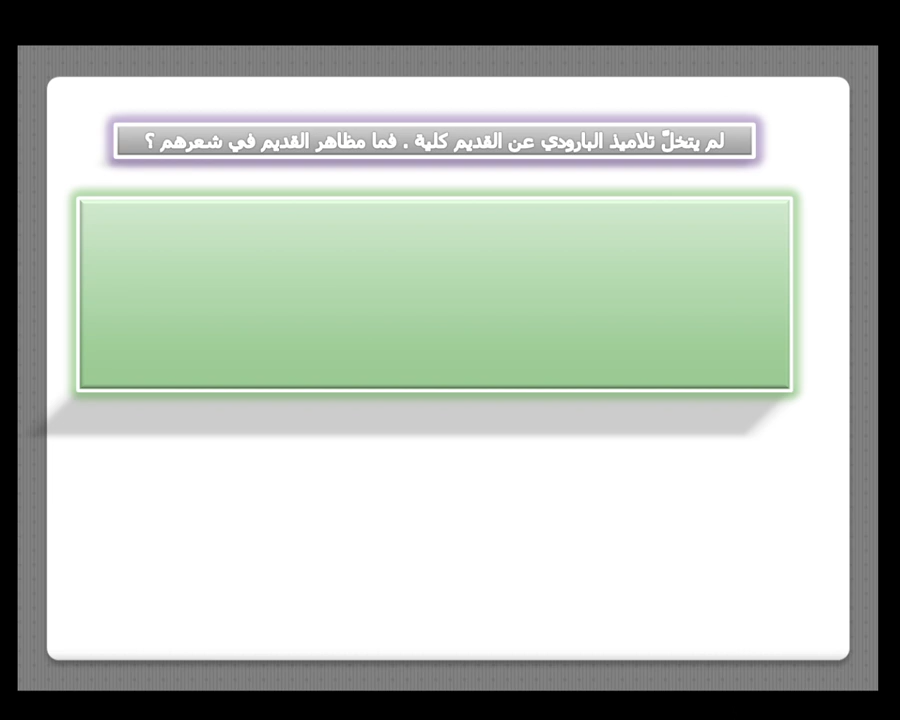 لم يتخلّ تلاميذ البارودي عن القديم كلية . فما مظاهر القديم في شعرهم ؟